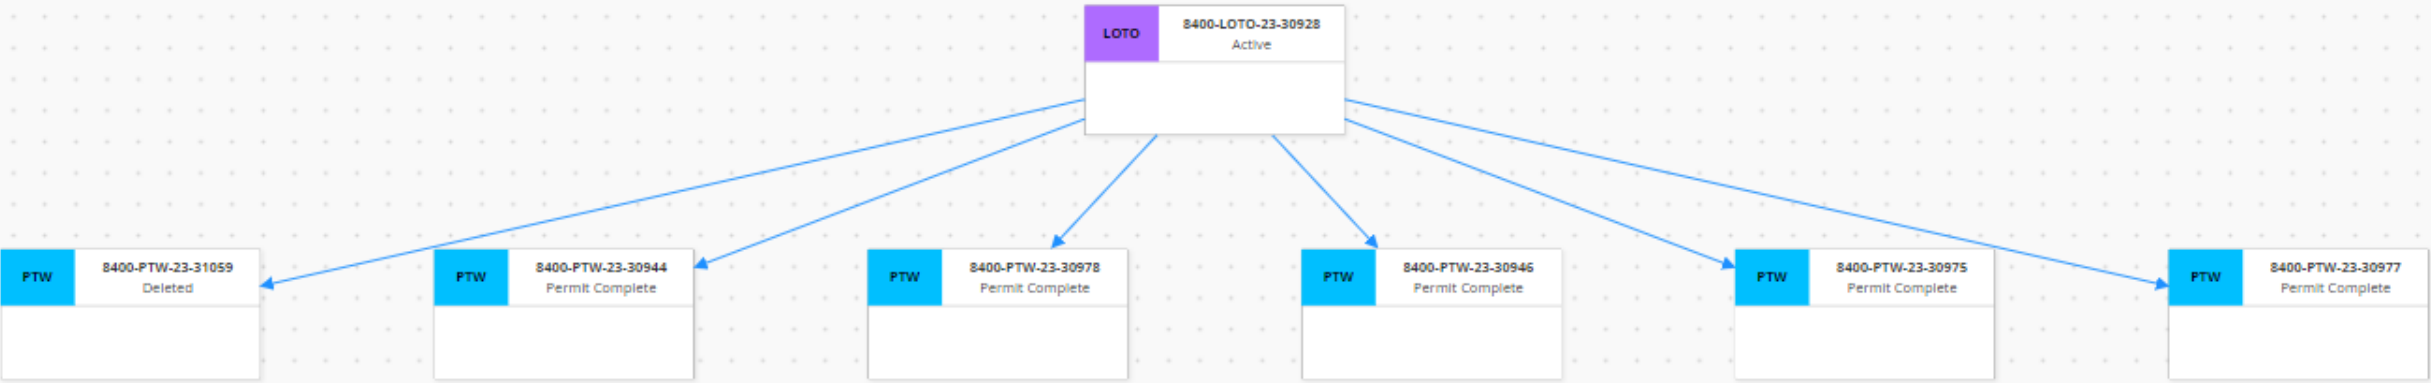 LOTO
8400-LOTO-23-30928
Active
PTW
8400-PTW-23-31059
Deleted
PTW
8400-PTW-23-30944
Permit Complete
PTW
8400-PTW-23-30978
Permit Complete
PTW
8400-PTW-23-30946
Permit Complete
PTW
8400-PTW-23-30975
Permit Complete
PTW
8400-PTW-23-30977
Permit Complete